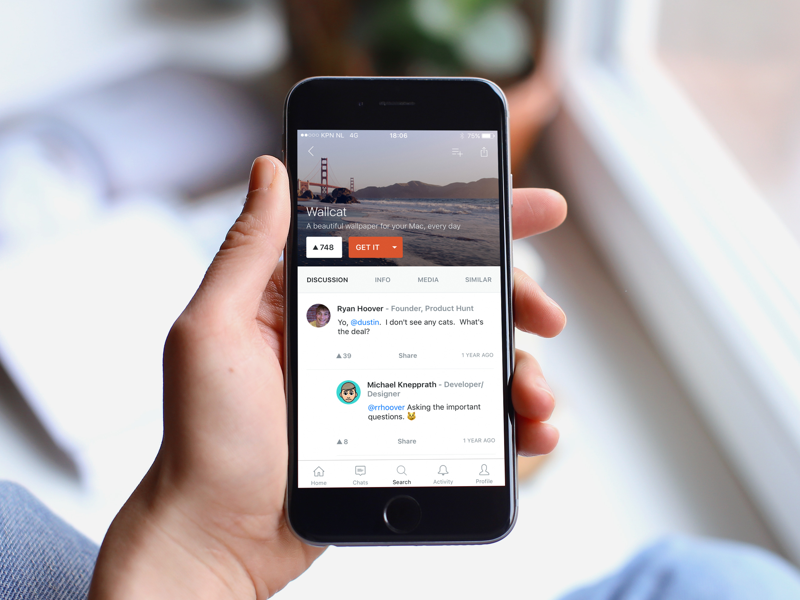 KPN NL 4G 18:06 75%
Wallcat
A beautiful wallpaper for your Mac, every day
▲748 GET IT
DISCUSSION INFO MEDIA SIMILAR
Ryan Hoover - Founder, Product Hunt
Yo, @dustin. I don't see any cats. What's
the deal?
▲39 Share 1 YEAR AGO
Michael Knepprath - Developer/
Designer
@rrhoover Asking the important
questions. 😼
▲8 Share 1 YEAR AGO
Home Chats Search Activity Profile